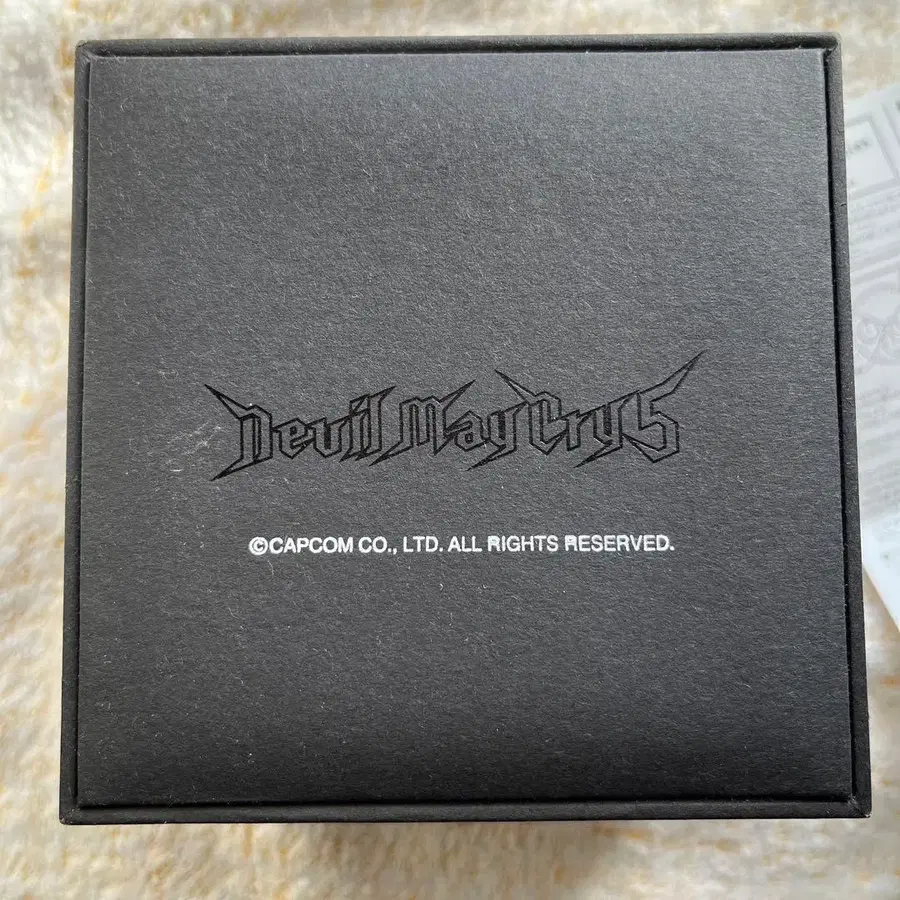 Devil May Cry 5
©CAPCOM CO., LTD. ALL RIGHTS RESERVED.